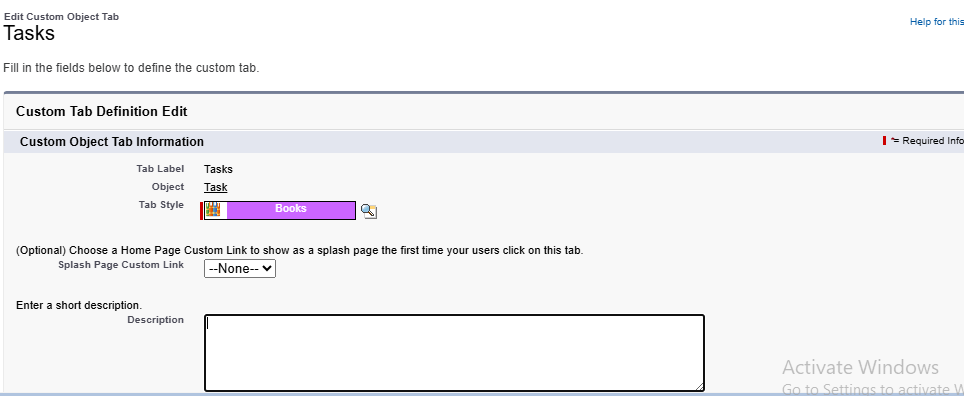 Edit Custom Object Tab
Tasks
Help for this
Fill in the fields below to define the custom tab.
Custom Tab Definition Edit
Custom Object Tab Information
*= Required Info
Tab Label Tasks
Object Task
Tab Style Books
(Optional) Choose a Home Page Custom Link to show as a splash page the first time your users click on this tab.
Splash Page Custom Link --None--
Enter a short description.
Description
Activate Windows
Go to Settings to activate W